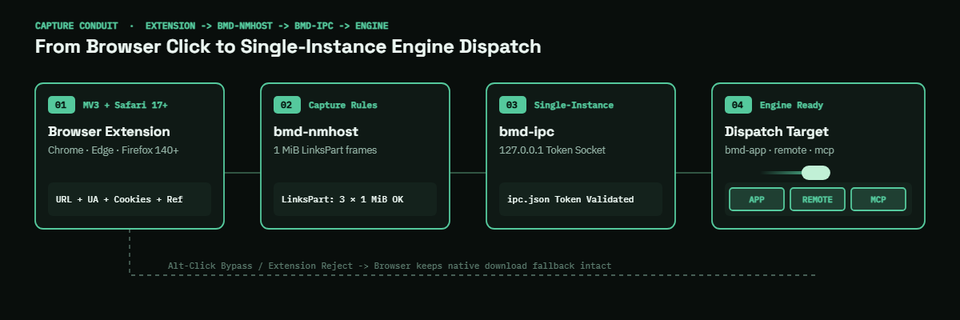 CAPTURE CONDUIT · EXTENSION -> BMD-NMHOST -> BMD-IPC -> ENGINE
From Browser Click to Single-Instance Engine Dispatch
01 MV3 + Safari 17+
Browser Extension
Chrome · Edge · Firefox 140+
URL + UA + Cookies + Ref
02 Capture Rules
bmd-nmhost
1 MiB LinksPart frames
LinksPart: 3 × 1 MiB OK
03 Single-Instance
bmd-ipc
127.0.0.1 Token Socket
ipc.json Token Validated
04 Engine Ready
Dispatch Target
bmd-app · remote · mcp
APP REMOTE MCP
Alt-Click Bypass / Extension Reject -> Browser keeps native download fallback intact